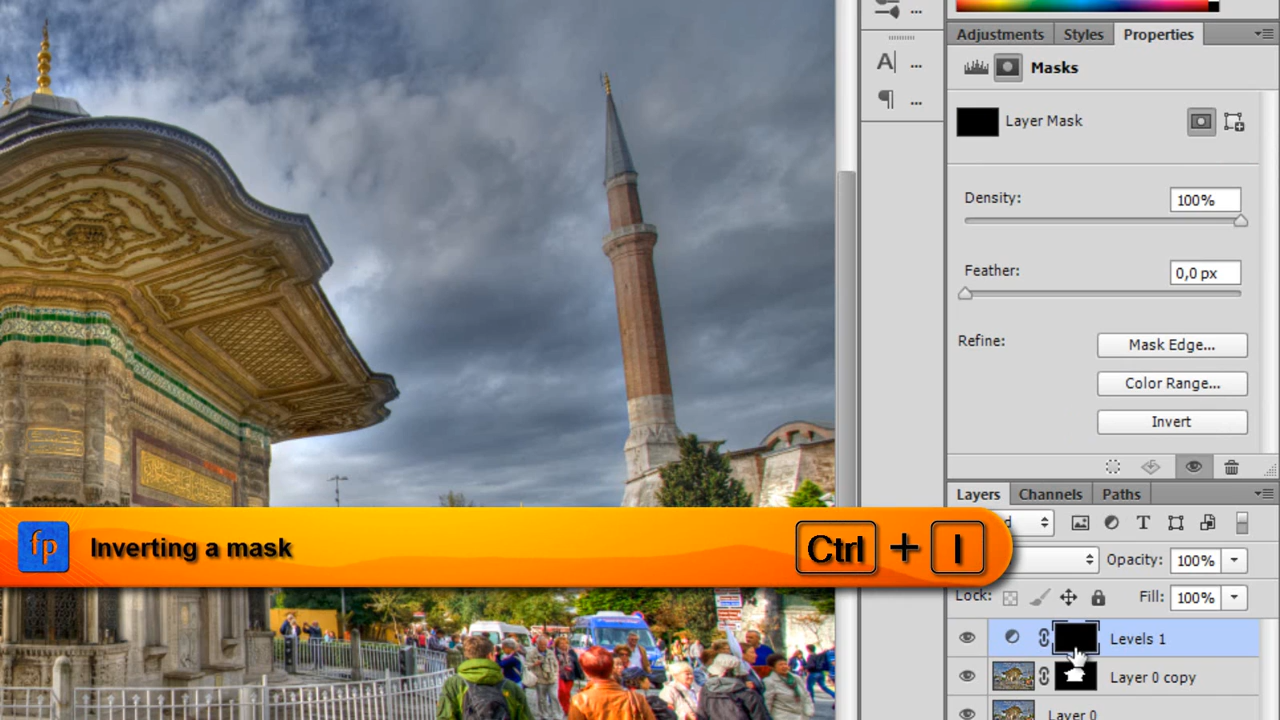 Adjustments Styles Properties
Masks
A ...
...
Layer Mask
Density: 100%
Feather: 0,0 px
Refine: Mask Edge...
Color Range...
Invert
Layers Channels Paths
T
fp Inverting a mask Ctrl + I
Opacity: 100%
Lock: Fill: 100%
Levels 1
Layer 0 copy
Layer 0